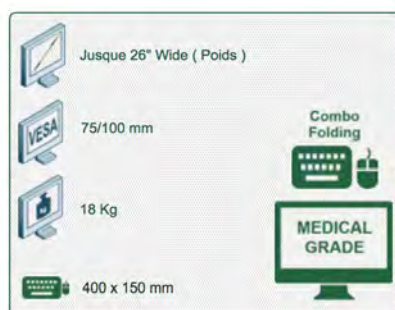 Jusque 26" Wide ( Poids )
VESA
75/100 mm
18 Kg
400 x 150 mm
Combo
Folding
MEDICAL
GRADE